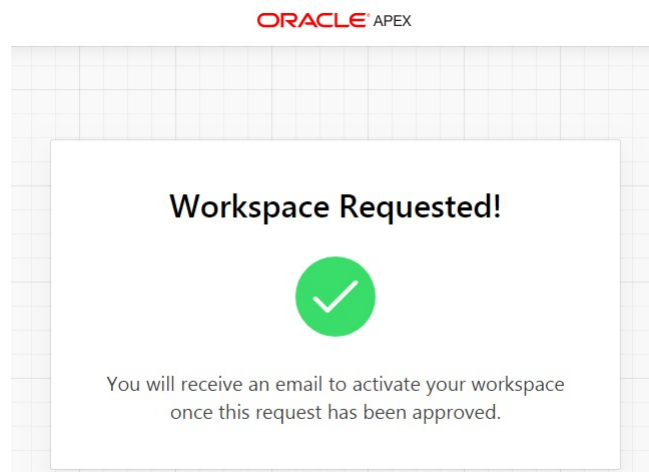 ORACLE® APEX
Workspace Requested!
You will receive an email to activate your workspace
once this request has been approved.